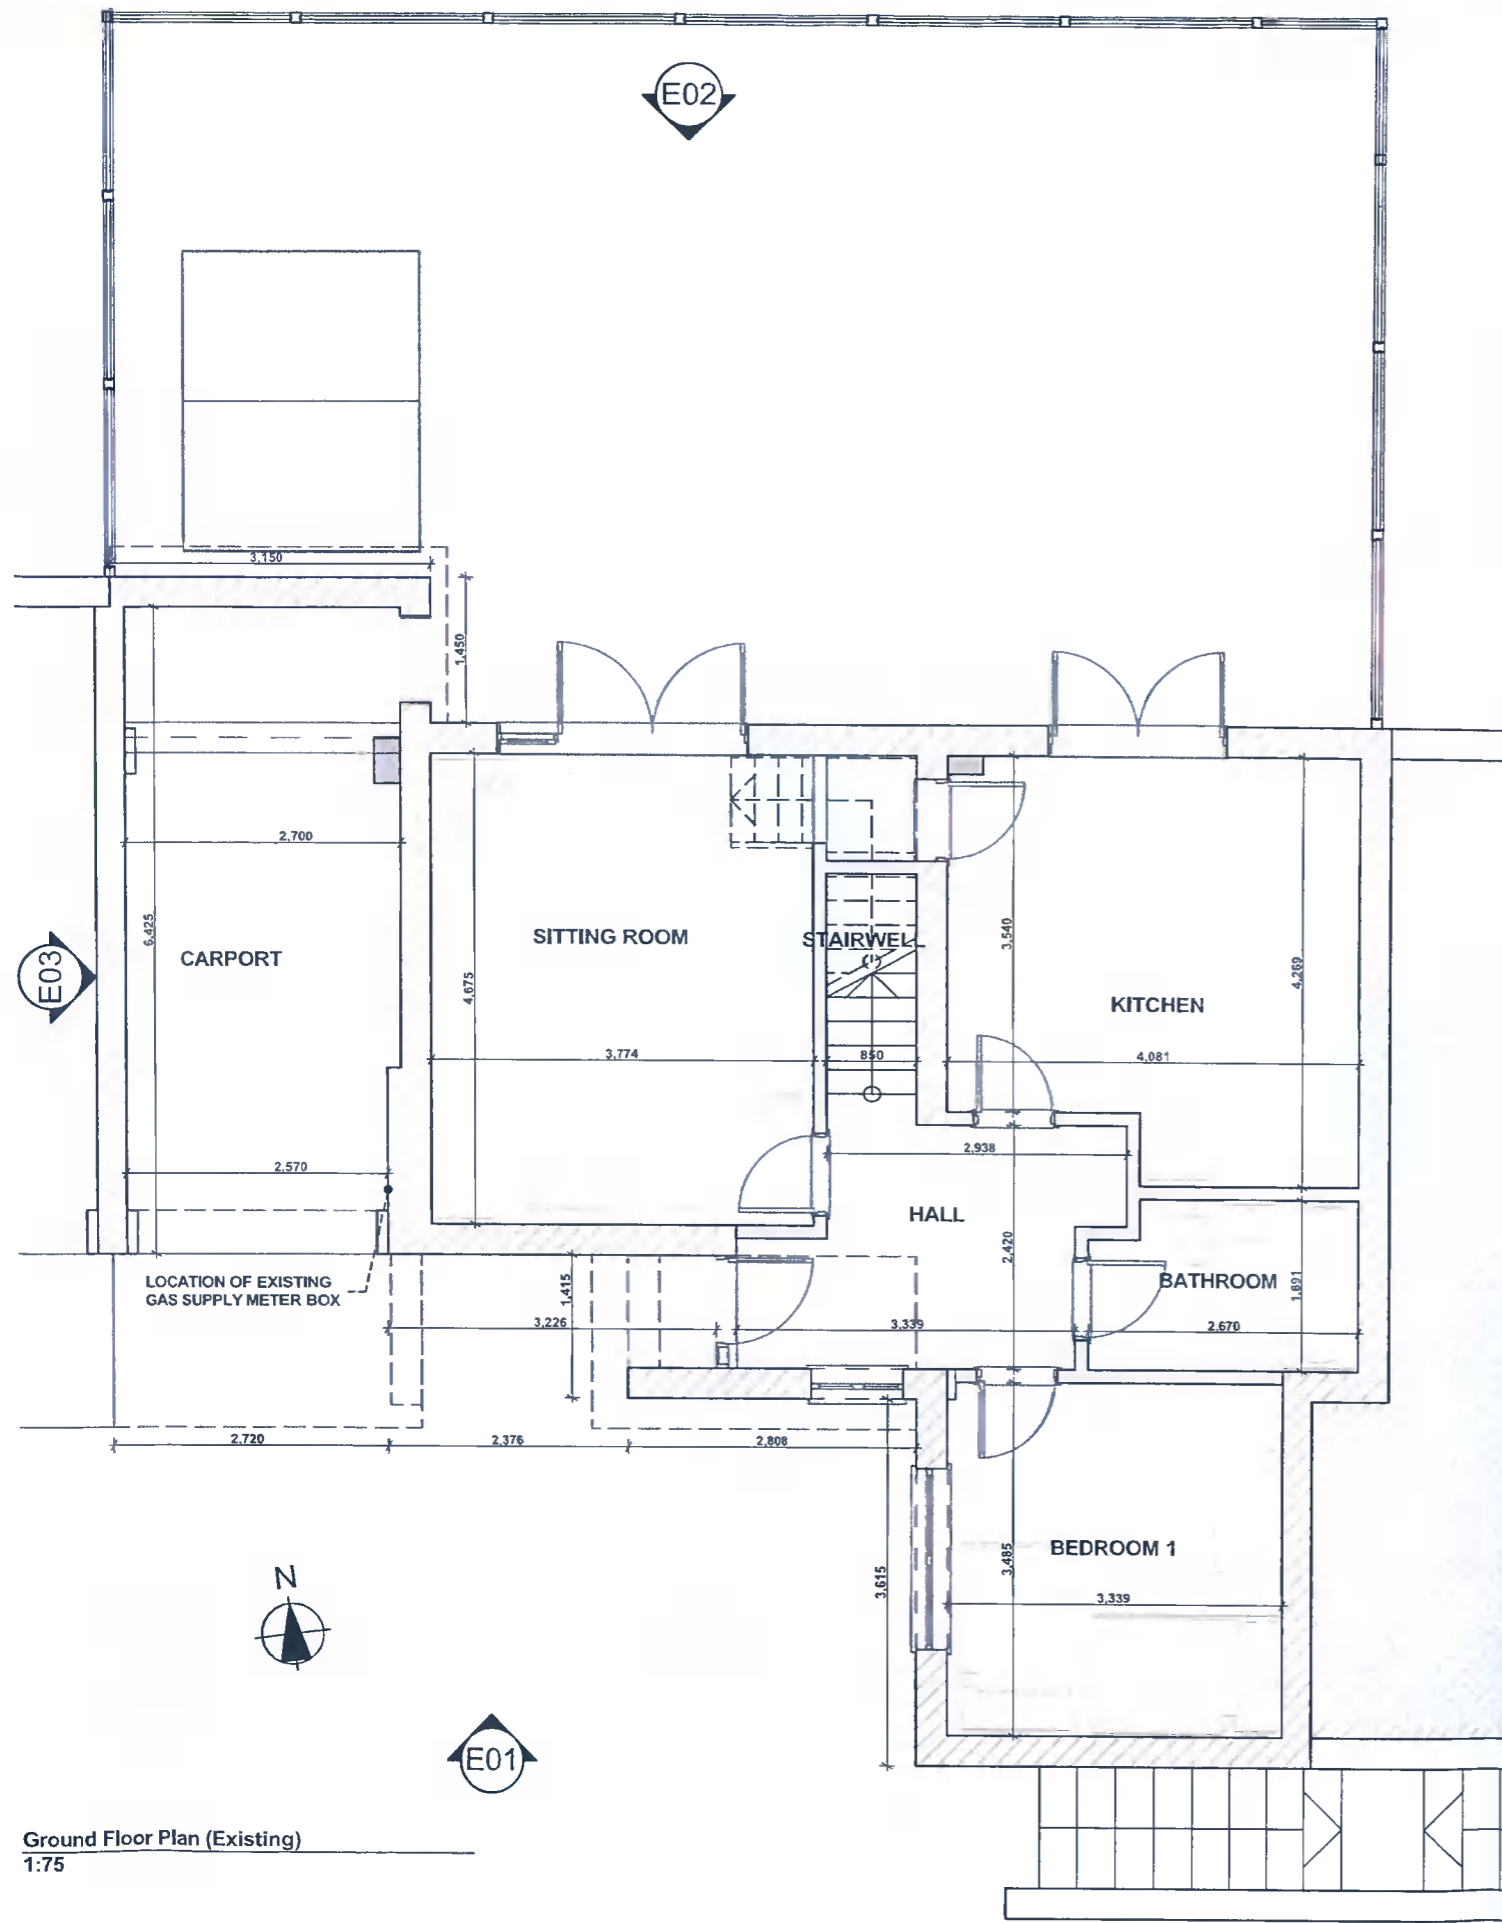 E02
3,150
1,450
2,700
6,425
CARPORT
E03
SITTING ROOM
4,675
3,774
STAIRWELL
850
3,540
4,269
KITCHEN
4,081
2,570
2,938
HALL
2,420
BATHROOM
1,691
LOCATION OF EXISTING
GAS SUPPLY METER BOX
1,415
3,226
3,339
2,670
2,720
2,376
2,808
3,615
3,485
BEDROOM 1
3,339
N
E01
Ground Floor Plan (Existing)
1:75